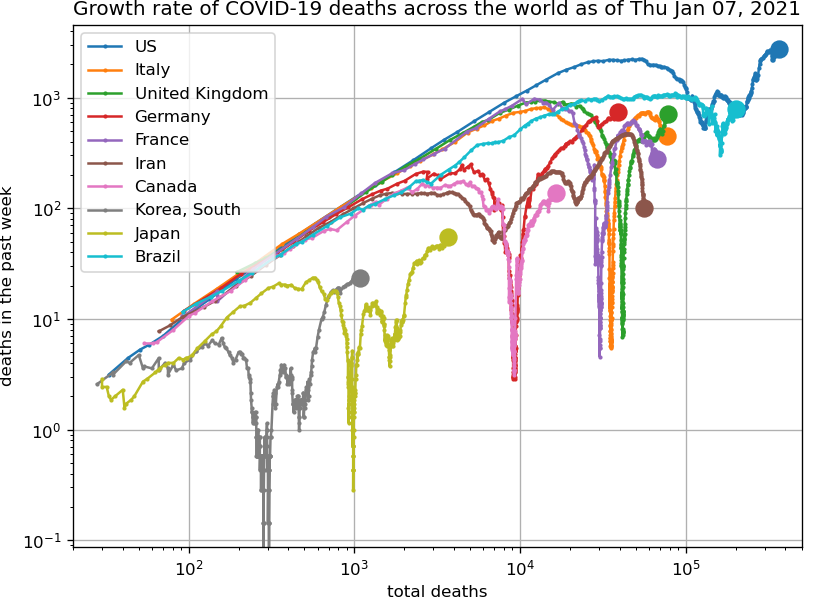 Growth rate of COVID-19 deaths across the world as of Thu Jan 07, 2021
US
Italy
United Kingdom
Germany
France
Iran
Canada
Korea, South
Japan
Brazil
deaths in the past week
10³
10²
10¹
10⁰
10⁻¹
10²
10³
10⁴
10⁵
total deaths